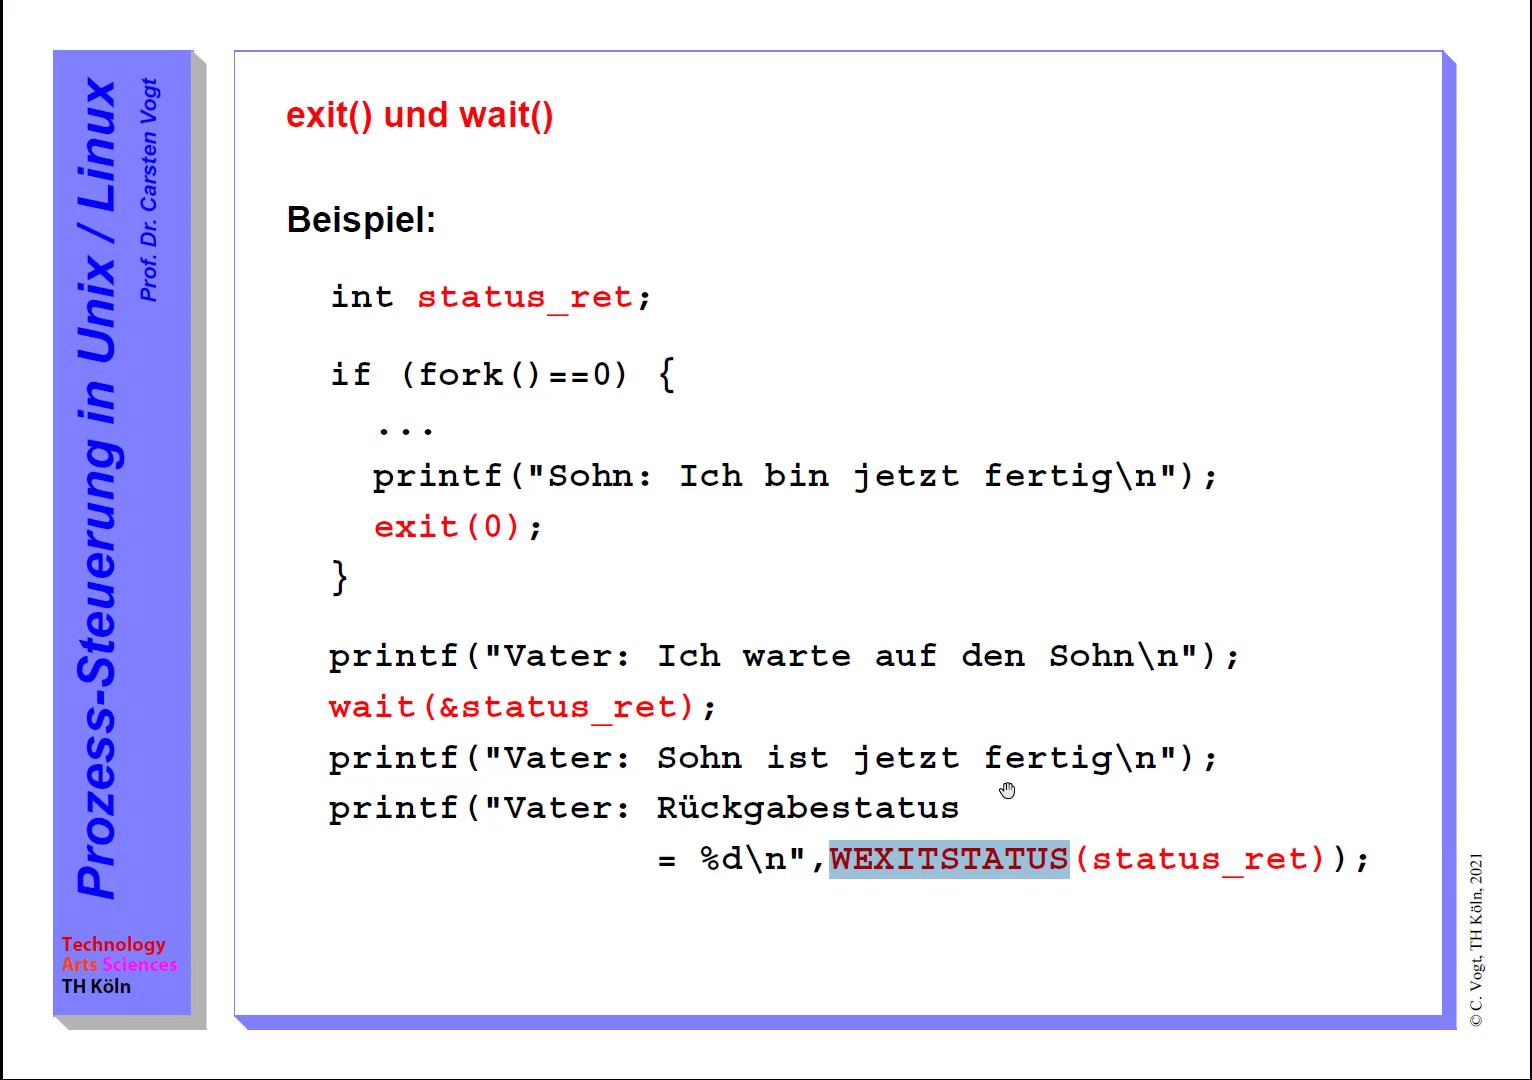 Prozess-Steuerung in Unix / Linux
Prof. Dr. Carsten Vogt
Technology
Arts Sciences
TH Köln
exit() und wait()
Beispiel:
int status_ret;
if (fork()==0) {
...
printf("Sohn: Ich bin jetzt fertig\n");
exit(0);
}
printf("Vater: Ich warte auf den Sohn\n");
wait(&status_ret);
printf("Vater: Sohn ist jetzt fertig\n");
printf("Vater: Rückgabestatus
= %d\n",WEXITSTATUS(status_ret));
© C. Vogt, TH Köln, 2021